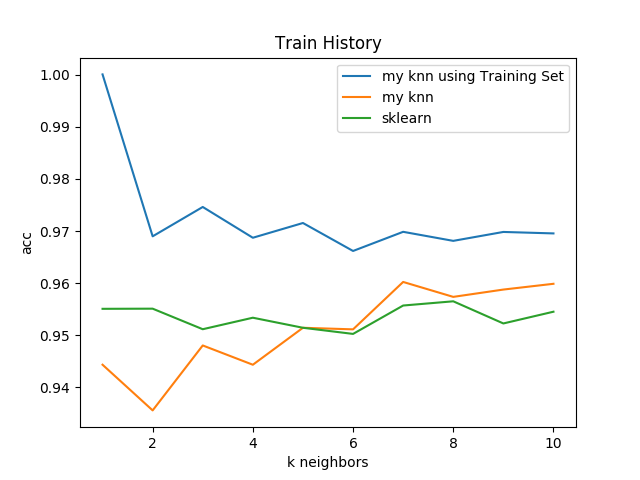 Train History
my knn using Training Set
my knn
sklearn
1.00
0.99
0.98
0.97
0.96
0.95
0.94
acc
2 4 6 8 10
k neighbors